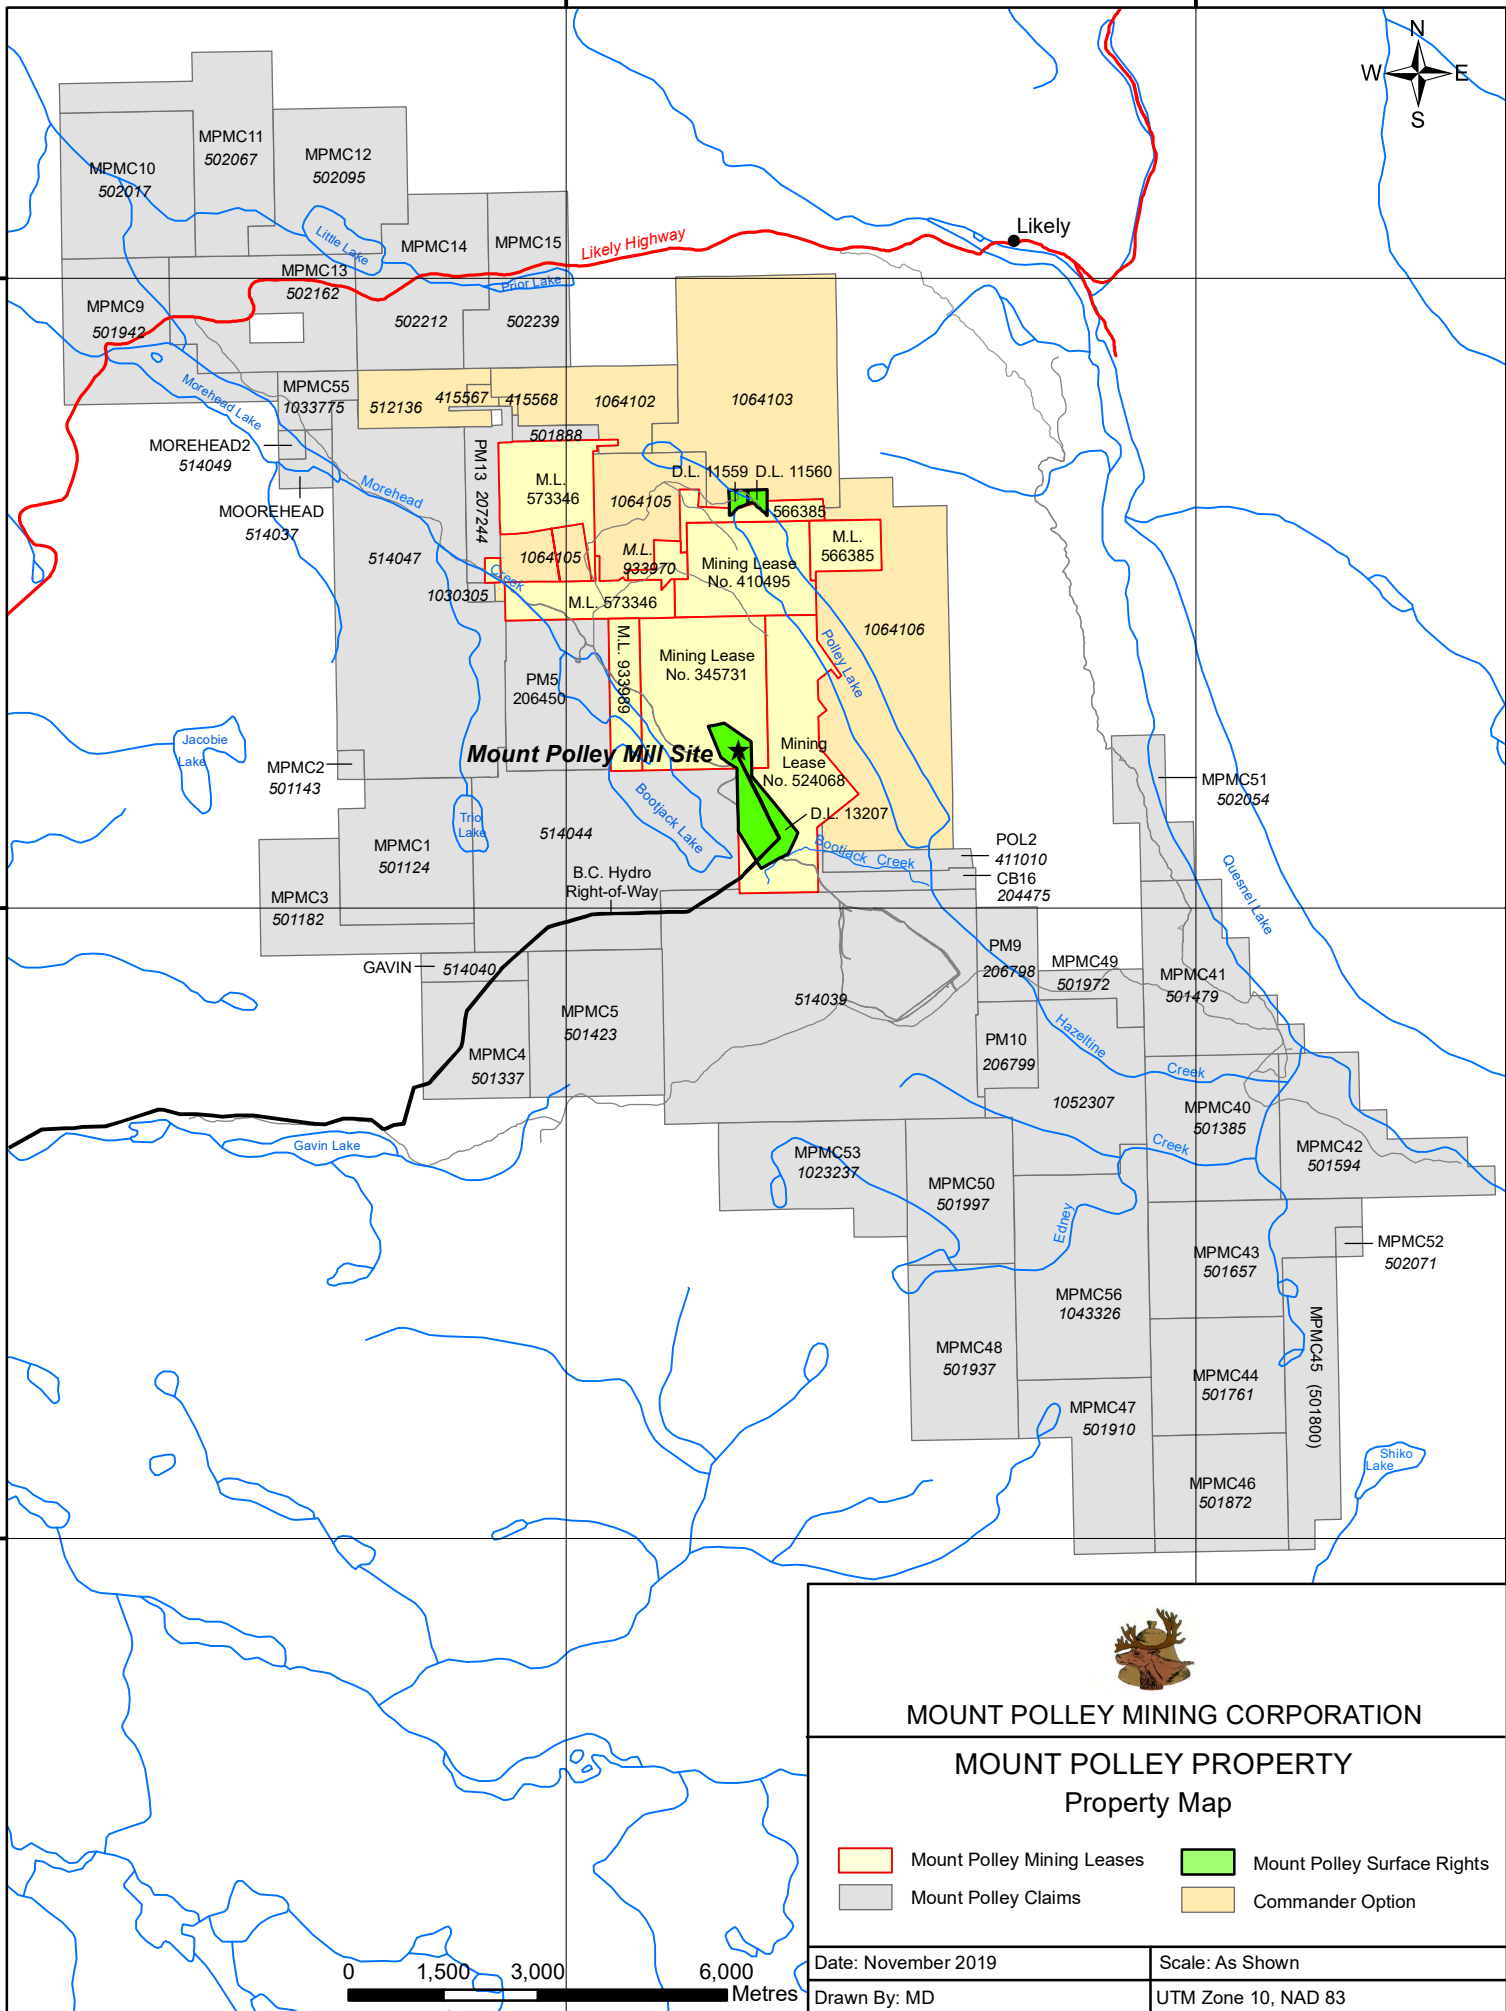 N
W E
S
MPMC11
502067
MPMC10
502017
MPMC12
502095
Little Lake
MPMC14
MPMC15
Likely Highway
Likely
MPMC13
502162
Prior Lake
MPMC9
501942
502212
502239
Morehead Lake
MPMC55
1033775
512136
415567
415568
1064102
1064103
501888
MOREHEAD2
514049
PM13 207244
M.L.
573346
Morehead
1064105
D.L. 11559
D.L. 11560
566385
MOOREHEAD
514037
514047
1064105
M.L.
933970
Mining Lease
No. 410495
M.L.
566385
Creek
1030305
M.L. 573346
1064106
M.L. 933989
Mining Lease
No. 345731
Polley Lake
PM5
206450
Jacobie
Lake
Mount Polley Mill Site
Mining
Lease
No. 524068
MPMC2
501143
MPMC51
502054
Bootjack Lake
Trio
Lake
514044
D.L. 13207
MPMC1
501124
Bootjack Creek
POL2
411010
CB16
204475
Quesnel Lake
B.C. Hydro
Right-of-Way
MPMC3
501182
GAVIN
514040
PM9
206798
MPMC49
501972
MPMC41
501479
514039
MPMC5
501423
MPMC4
501337
PM10
206799
Hazeltine
Creek
1052307
MPMC40
501385
Creek
MPMC42
501594
Gavin Lake
MPMC53
1023237
MPMC50
501997
Edney
MPMC43
501657
MPMC52
502071
MPMC56
1043326
MPMC48
501937
MPMC44
501761
MPMC45 (501800)
MPMC47
501910
Shiko
Lake
MPMC46
501872
MOUNT POLLEY MINING CORPORATION
MOUNT POLLEY PROPERTY
Property Map
Mount Polley Mining Leases
Mount Polley Surface Rights
Mount Polley Claims
Commander Option
Date: November 2019
Scale: As Shown
Drawn By: MD
UTM Zone 10, NAD 83
0 1,500 3,000 6,000
Metres